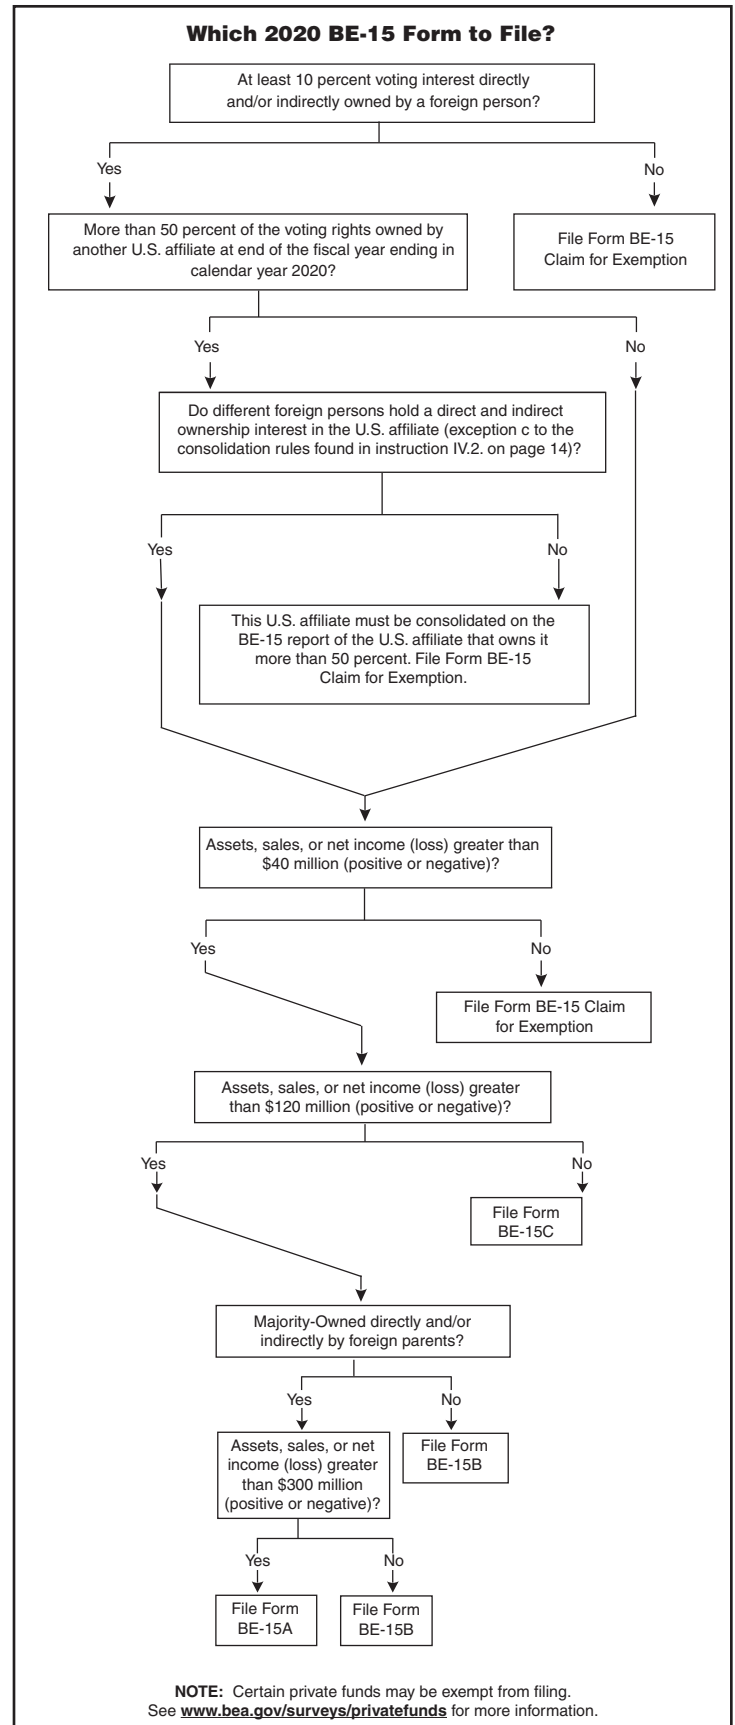 Which 2020 BE-15 Form to File?
At least 10 percent voting interest directly
and/or indirectly owned by a foreign person?
Yes
No
More than 50 percent of the voting rights owned by
another U.S. affiliate at end of the fiscal year ending in
calendar year 2020?
File Form BE-15
Claim for Exemption
Yes
No
Do different foreign persons hold a direct and indirect
ownership interest in the U.S. affiliate (exception c to the
consolidation rules found in instruction IV.2. on page 14)?
Yes
No
This U.S. affiliate must be consolidated on the
BE-15 report of the U.S. affiliate that owns it
more than 50 percent. File Form BE-15
Claim for Exemption.
Assets, sales, or net income (loss) greater than
$40 million (positive or negative)?
Yes
No
File Form BE-15 Claim
for Exemption
Assets, sales, or net income (loss) greater
than $120 million (positive or negative)?
Yes
No
File Form
BE-15C
Majority-Owned directly and/or
indirectly by foreign parents?
Yes
No
Assets, sales, or net
income (loss) greater
than $300 million
(positive or negative)?
File Form
BE-15B
Yes
No
File Form
BE-15A
File Form
BE-15B
NOTE: Certain private funds may be exempt from filing.
See www.bea.gov/surveys/privatefunds for more information.